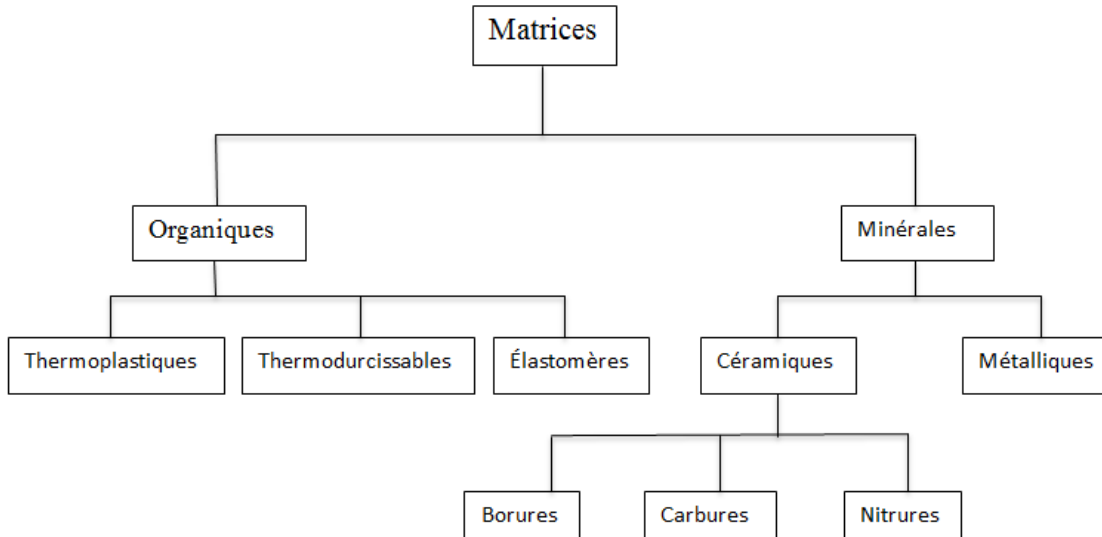 Matrices
Organiques
Minérales
Thermoplastiques
Thermodurcissables
Élastomères
Céramiques
Métalliques
Borures
Carbures
Nitrures